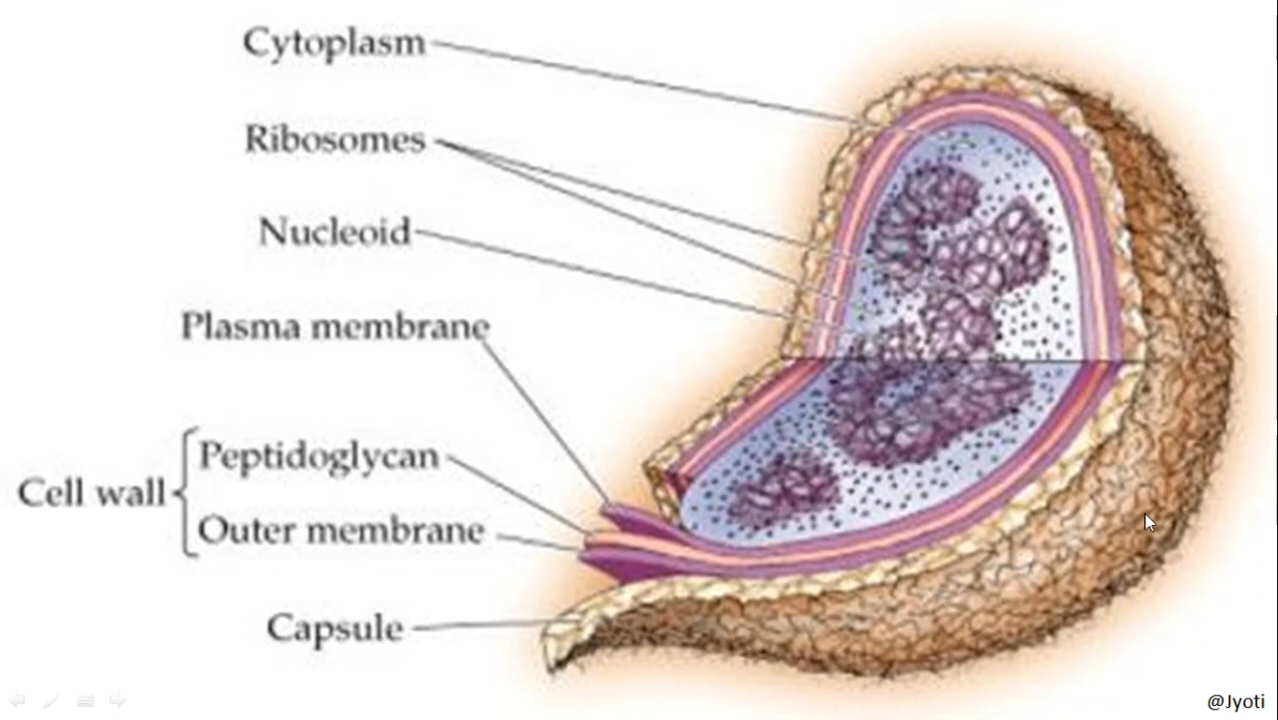 Cytoplasm
Ribosomes
Nucleoid
Plasma membrane
Peptidoglycan
Cell wall
Outer membrane
Capsule
@Jyoti